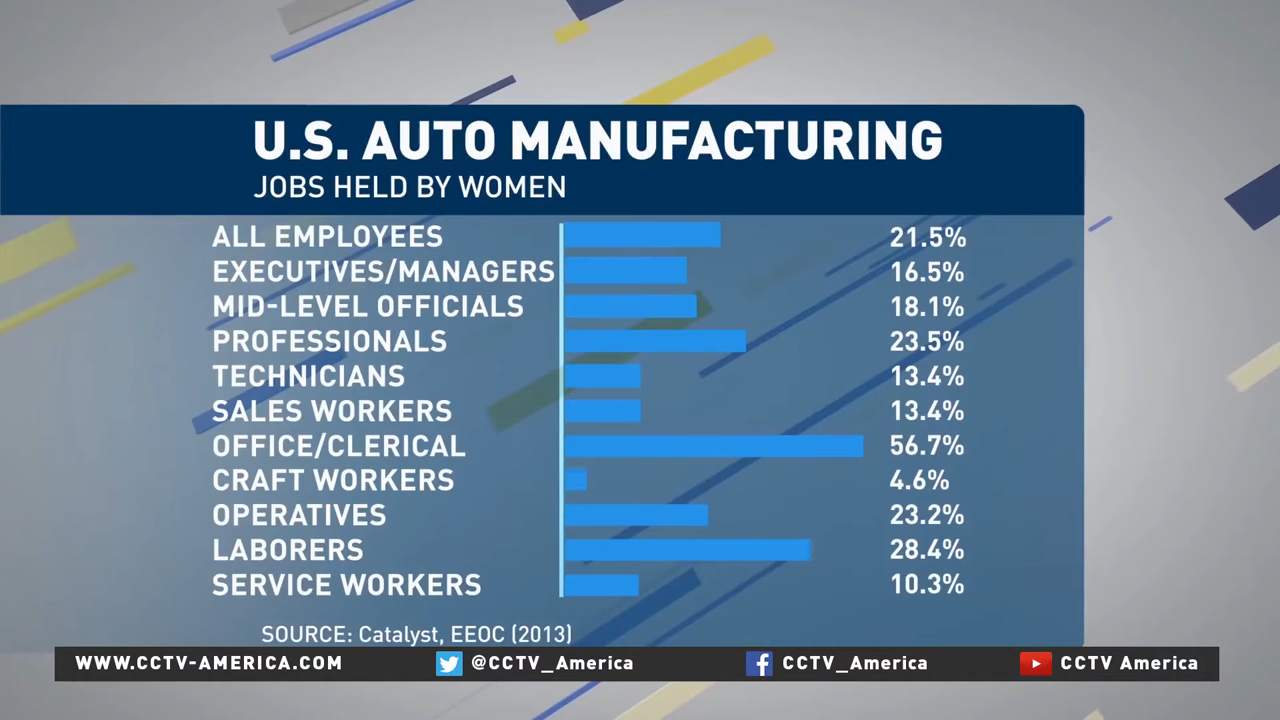 U.S. AUTO MANUFACTURING
JOBS HELD BY WOMEN
ALL EMPLOYEES 21.5%
EXECUTIVES/MANAGERS 16.5%
MID-LEVEL OFFICIALS 18.1%
PROFESSIONALS 23.5%
TECHNICIANS 13.4%
SALES WORKERS 13.4%
OFFICE/CLERICAL 56.7%
CRAFT WORKERS 4.6%
OPERATIVES 23.2%
LABORERS 28.4%
SERVICE WORKERS 10.3%
SOURCE: Catalyst, EEOC (2013)
WWW.CCTV-AMERICA.COM @CCTV_America CCTV_America CCTV America